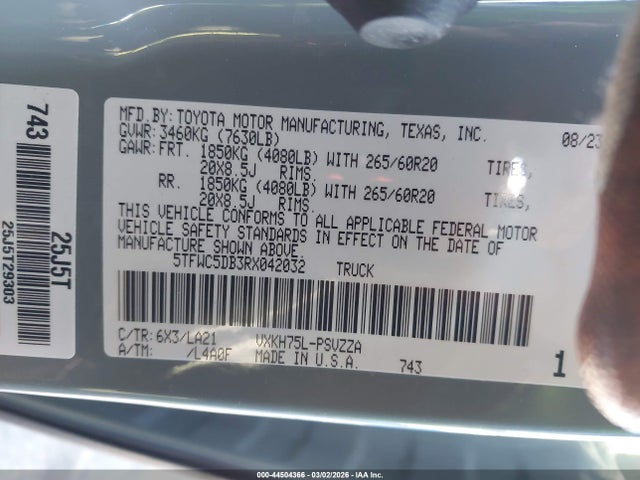 743
25J5T
25J5T29303
MFD.BY:TOYOTA MOTOR MANUFACTURING, TEXAS, INC. 08/23
GVWR:3460KG (7630LB)
GAWR:FRT. 1850KG (4080LB) WITH 265/60R20 TIRES,
20X8.5J RIMS.
RR. 1850KG (4080LB) WITH 265/60R20 TIRES,
20X8.5J RIMS.
THIS VEHICLE CONFORMS TO ALL APPLICABLE FEDERAL MOTOR
VEHICLE SAFETY STANDARDS IN EFFECT ON THE DATE OF
MANUFACTURE SHOWN ABOVE.
5TFWC5DB3RX042032 TRUCK
C/TR:6X3/LA21 VXKH75L-PSVZZA
A/TM: /L4A0F MADE IN U.S.A. 743 1
000-44504366 - 03/02/2026 - IAA Inc.